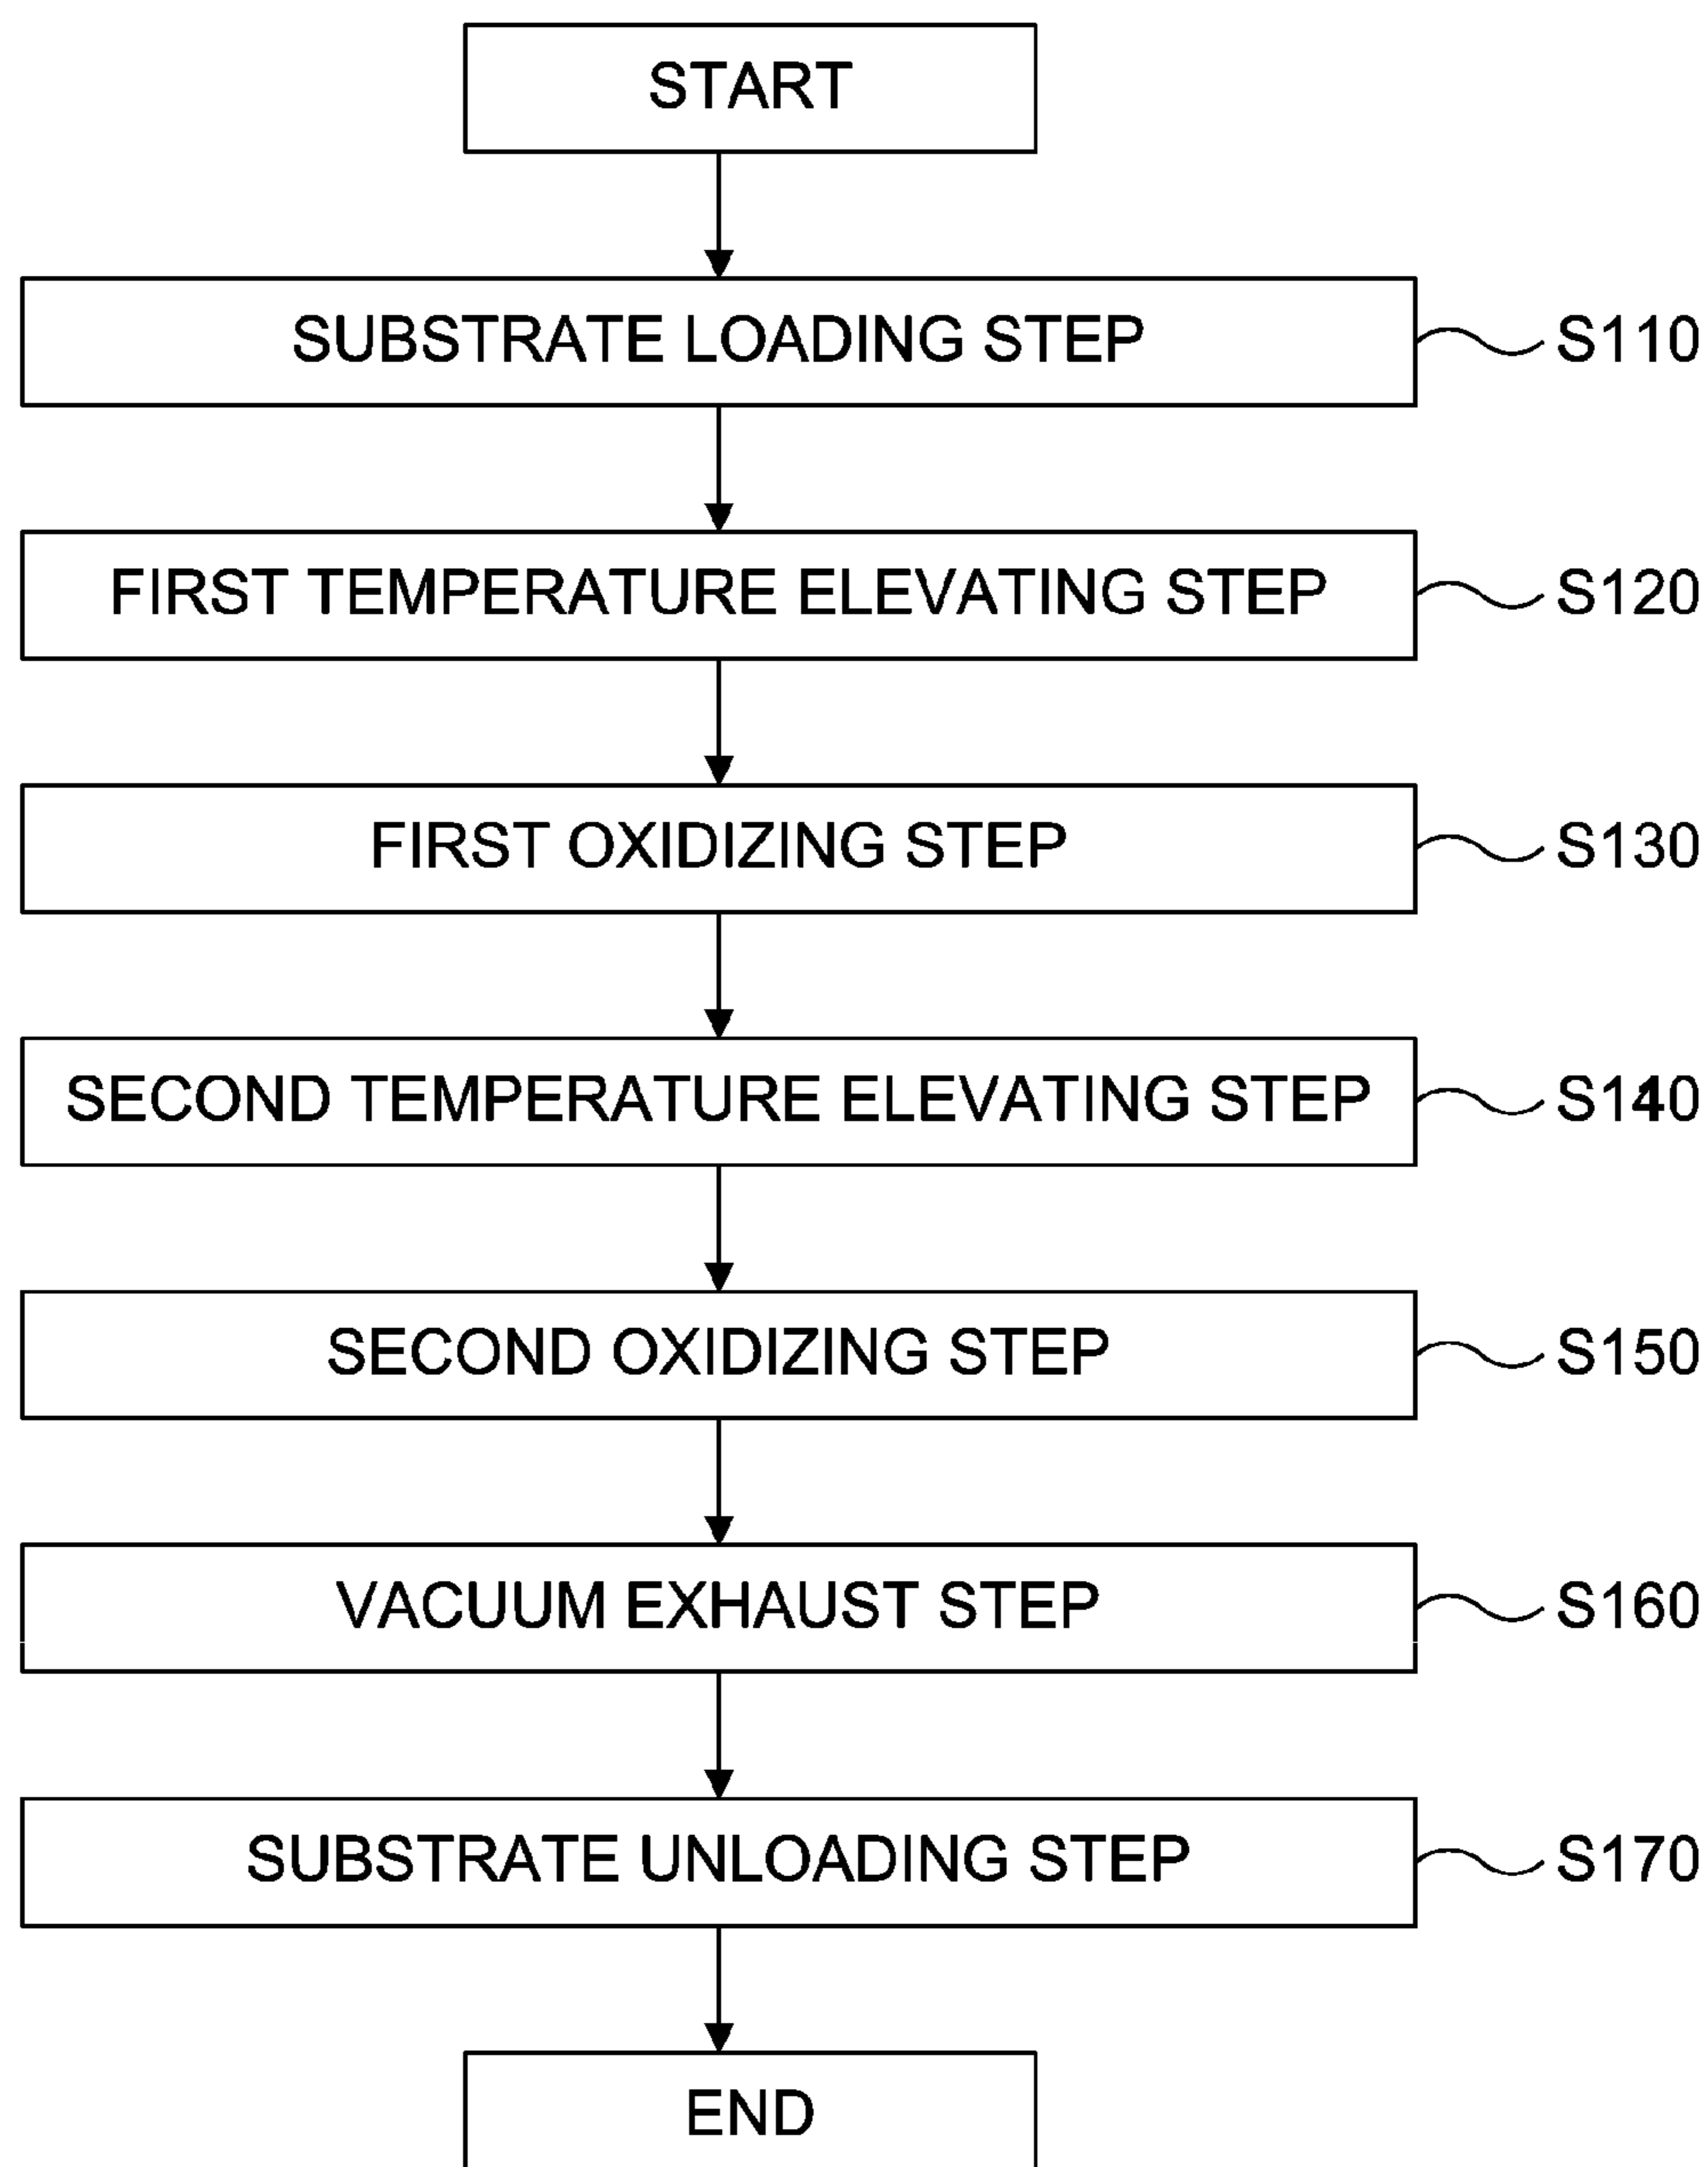 START
SUBSTRATE LOADING STEP S110
FIRST TEMPERATURE ELEVATING STEP S120
FIRST OXIDIZING STEP S130
SECOND TEMPERATURE ELEVATING STEP S140
SECOND OXIDIZING STEP S150
VACUUM EXHAUST STEP S160
SUBSTRATE UNLOADING STEP S170
END